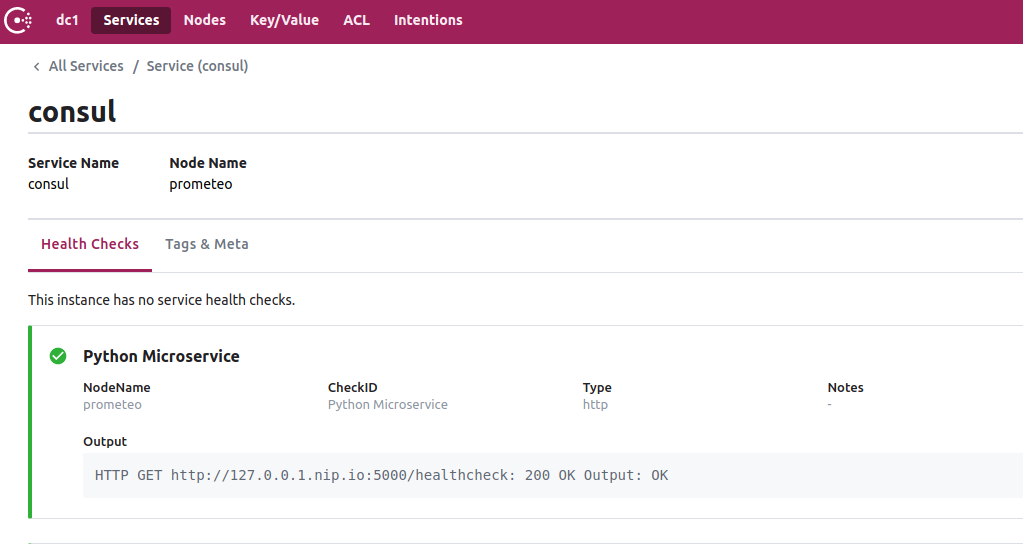 dc1 Services Nodes Key/Value ACL Intentions
< All Services / Service (consul)
consul
Service Name Node Name
consul prometeo
Health Checks Tags & Meta
This instance has no service health checks.
Python Microservice
NodeName CheckID Type Notes
prometeo Python Microservice http -
Output
HTTP GET http://127.0.0.1.nip.io:5000/healthcheck: 200 OK Output: OK